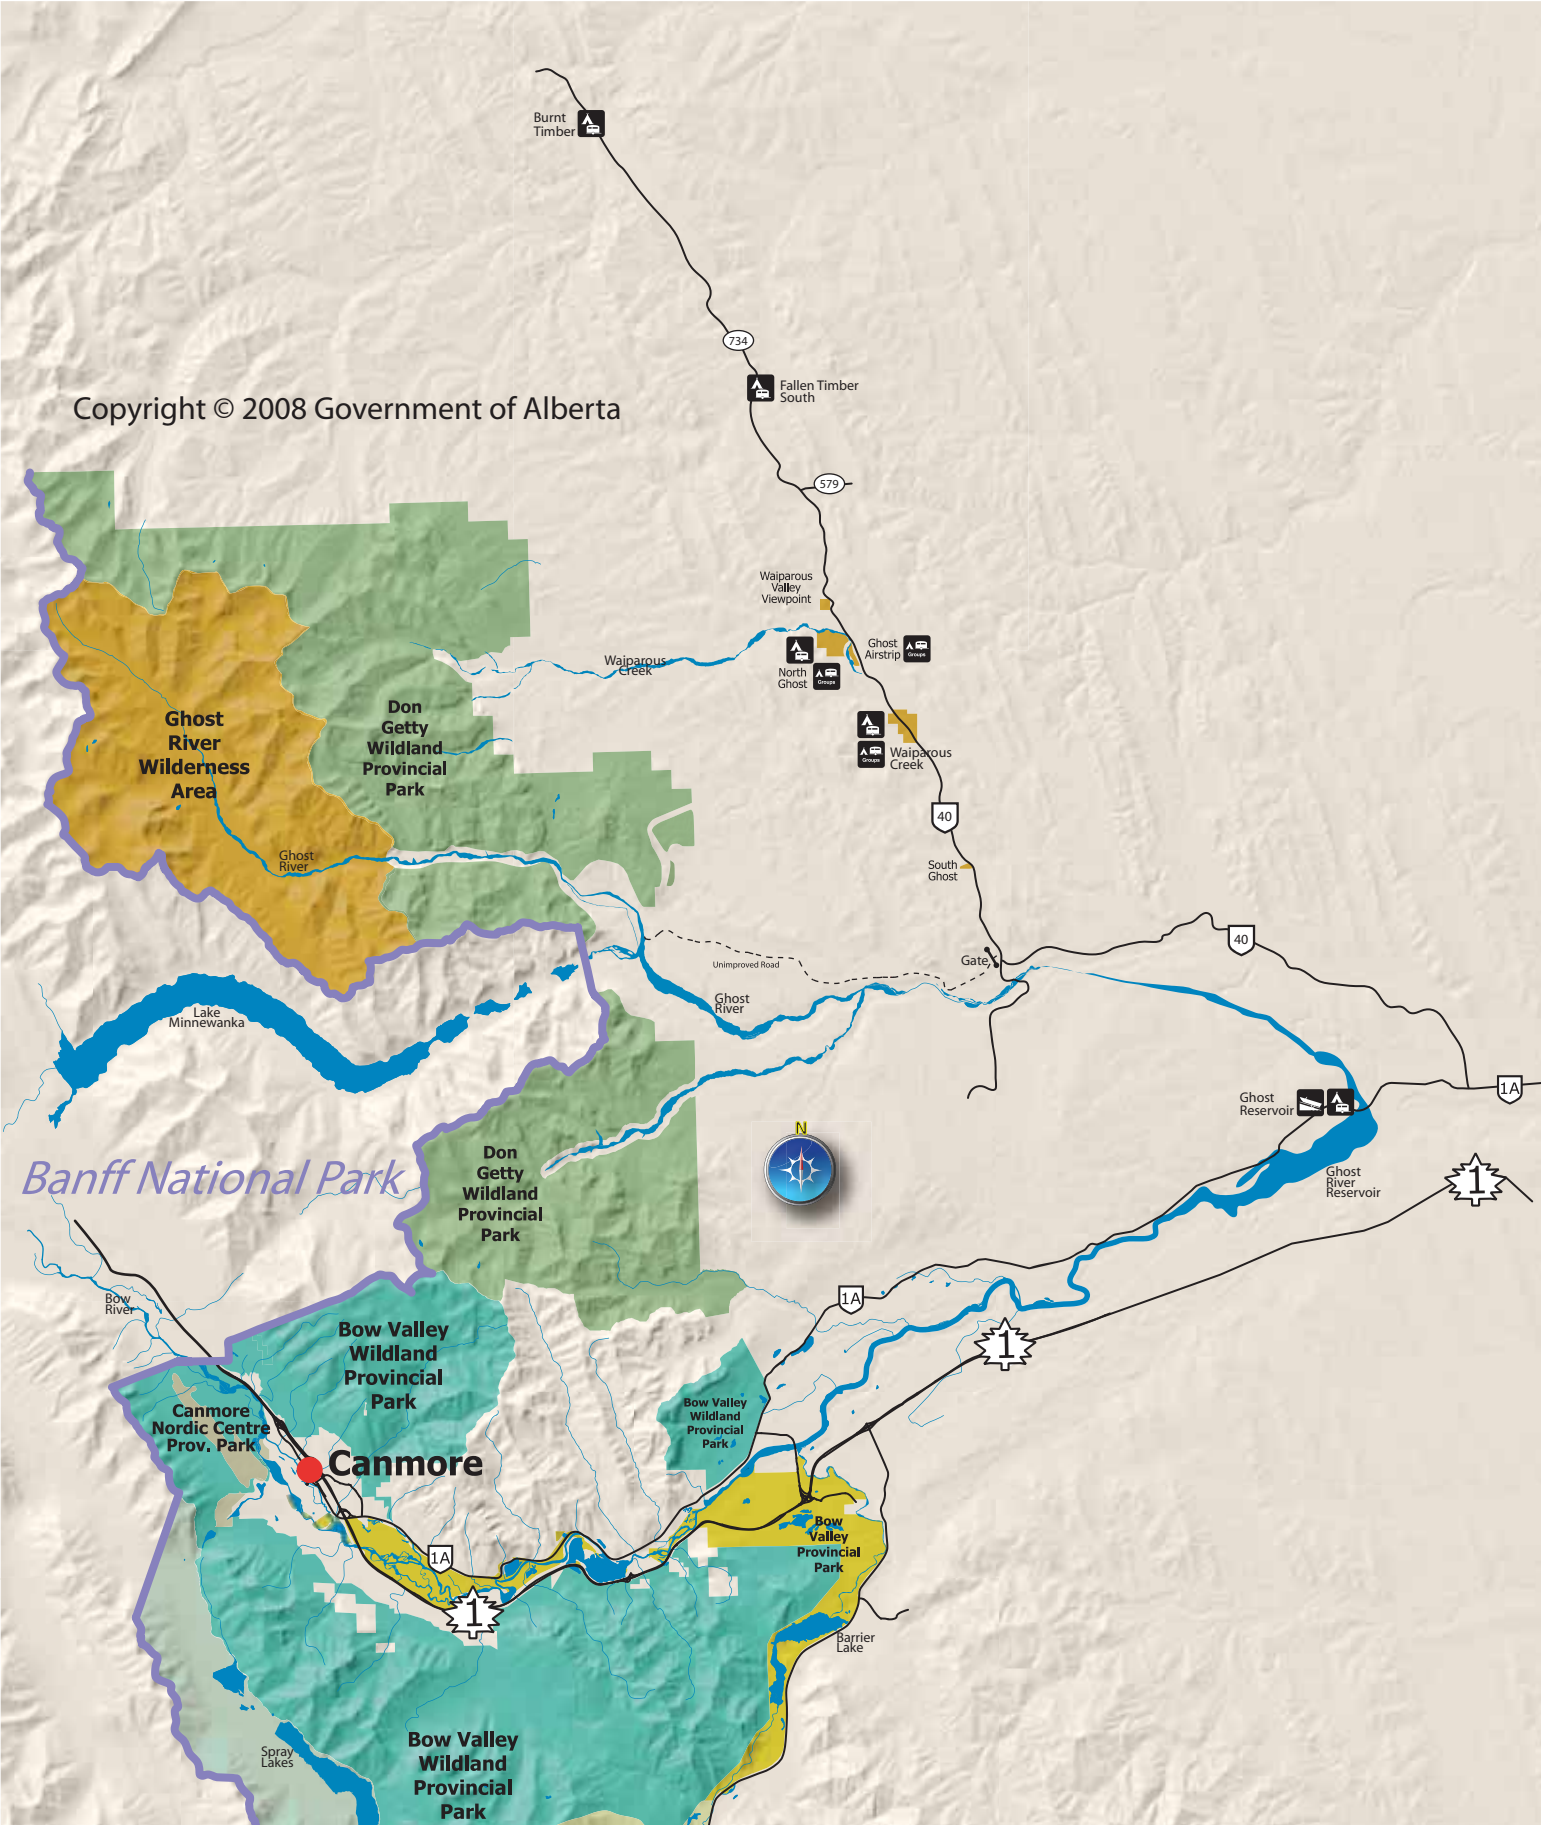 Burnt
Timber
734
Fallen Timber
South
Copyright © 2008 Government of Alberta
579
Waiparous
Valley
Viewpoint
Ghost
Airstrip
Groups
North
Ghost
Groups
Waiparous
Creek
Groups
Waiparous
Creek
Ghost
River
Wilderness
Area
Don
Getty
Wildland
Provincial
Park
40
South
Ghost
Ghost
River
40
Gate
Unimproved Road
Ghost
River
Lake
Minnewanka
1A
Ghost
Reservoir
Ghost
River
Reservoir
1
N
Banff National Park
Don
Getty
Wildland
Provincial
Park
Bow
River
1A
1
Bow Valley
Wildland
Provincial
Park
Bow Valley
Wildland
Provincial
Park
Canmore
Nordic Centre
Prov. Park
Canmore
Bow
Valley
Provincial
Park
1A
1
Barrier
Lake
Spray
Lakes
Bow Valley
Wildland
Provincial
Park